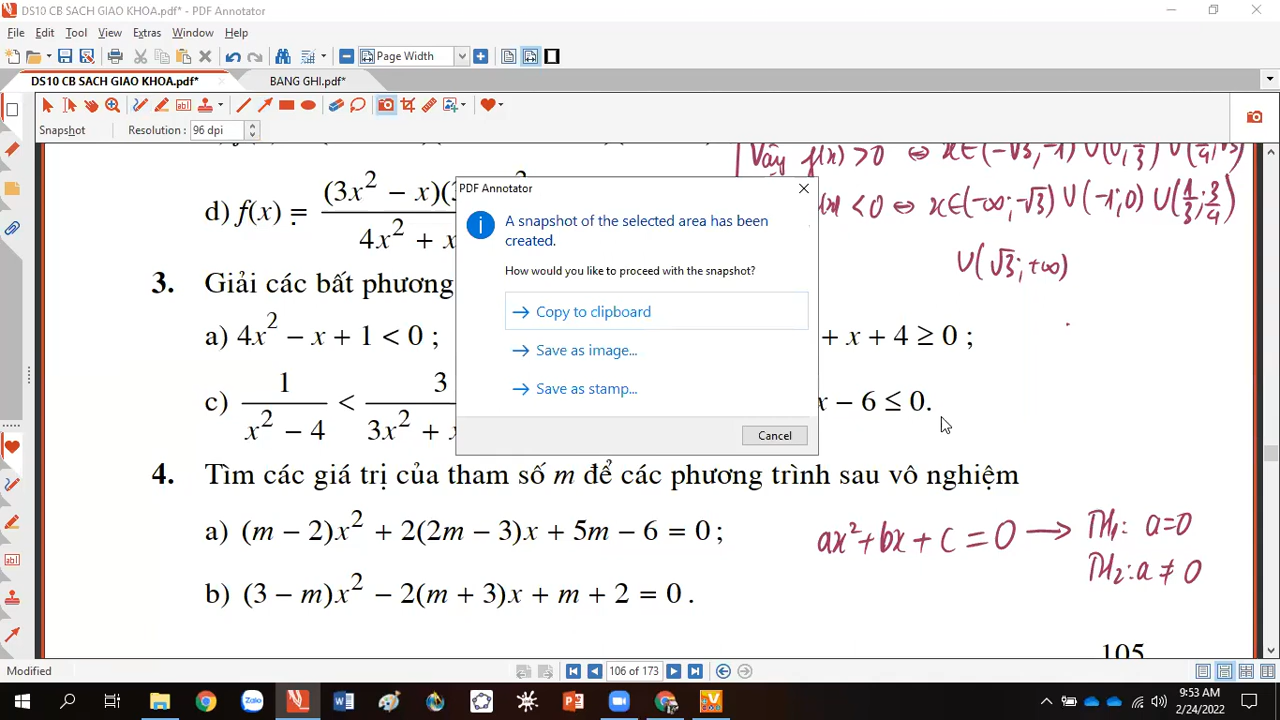 DS10 CB SACH GIAO KHOA.pdf* - PDF Annotator
File Edit Tool View Extras Window Help
Page Width
DS10 CB SACH GIAO KHOA.pdf* BANG GHI.pdf*
Snapshot Resolution: 96 dpi
Vậy f(x) > 0 ⇔ x∈(-√3;-1) ∪
d) f(x) = (3x² − x)(3
4x² + x
< 0 ⇔ x∈(-∞;-√3) ∪ (-1;0) ∪ (1/3;3/4)
∪(√3;+∞)
PDF Annotator
A snapshot of the selected area has been
created.
How would you like to proceed with the snapshot?
Copy to clipboard
Save as image...
Save as stamp...
Cancel
3. Giải các bất phương
a) 4x² − x + 1 < 0 ; + x + 4 ≥ 0 ;
c) 1/(x² − 4) < 3/(3x² + x x − 6 ≤ 0.
4. Tìm các giá trị của tham số m để các phương trình sau vô nghiệm
a) (m − 2)x² + 2(2m − 3)x + 5m − 6 = 0 ;
ax²+bx+c=0 → TH₁: a=0
TH₂: a ≠ 0
b) (3 − m)x² − 2(m + 3)x + m + 2 = 0 .
105
Modified 106 of 173
Zalo
9:53 AM
2/24/2022